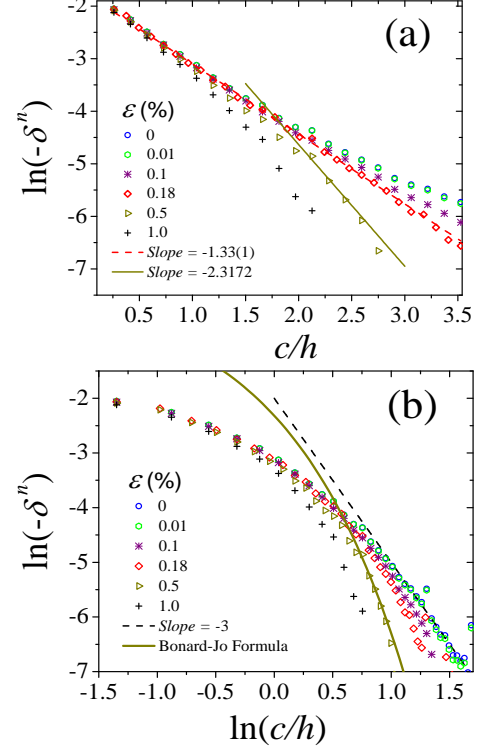 (a)
ln(-δⁿ)
-2
-3
-4
-5
-6
-7
ε (%)
0
0.01
0.1
0.18
0.5
1.0
Slope = -1.33(1)
Slope = -2.3172
0.5 1.0 1.5 2.0 2.5 3.0 3.5
c/h
(b)
ln(-δⁿ)
-2
-3
-4
-5
-6
-7
ε (%)
0
0.01
0.1
0.18
0.5
1.0
Slope = -3
Bonard-Jo Formula
-1.5 -1.0 -0.5 0.0 0.5 1.0 1.5
ln(c/h)